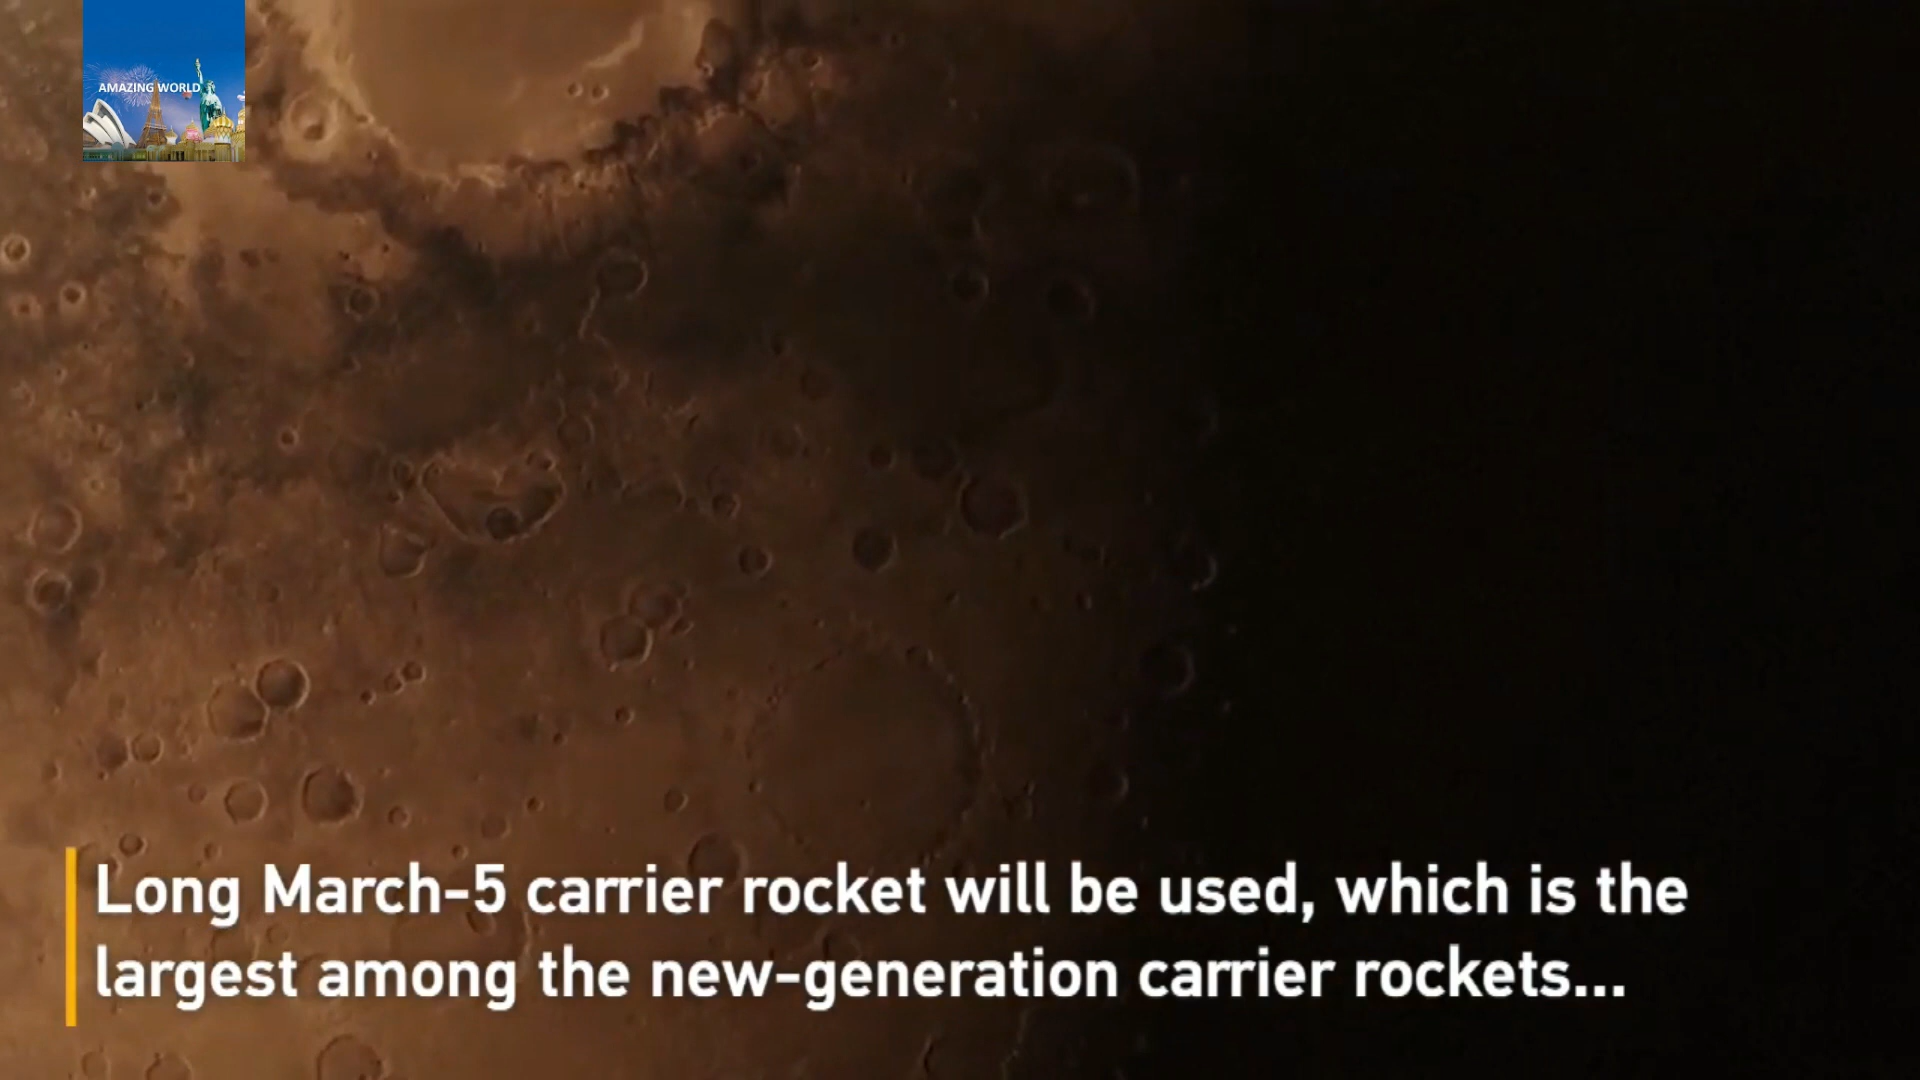 AMAZING WORLD
Long March-5 carrier rocket will be used, which is the
largest among the new-generation carrier rockets...